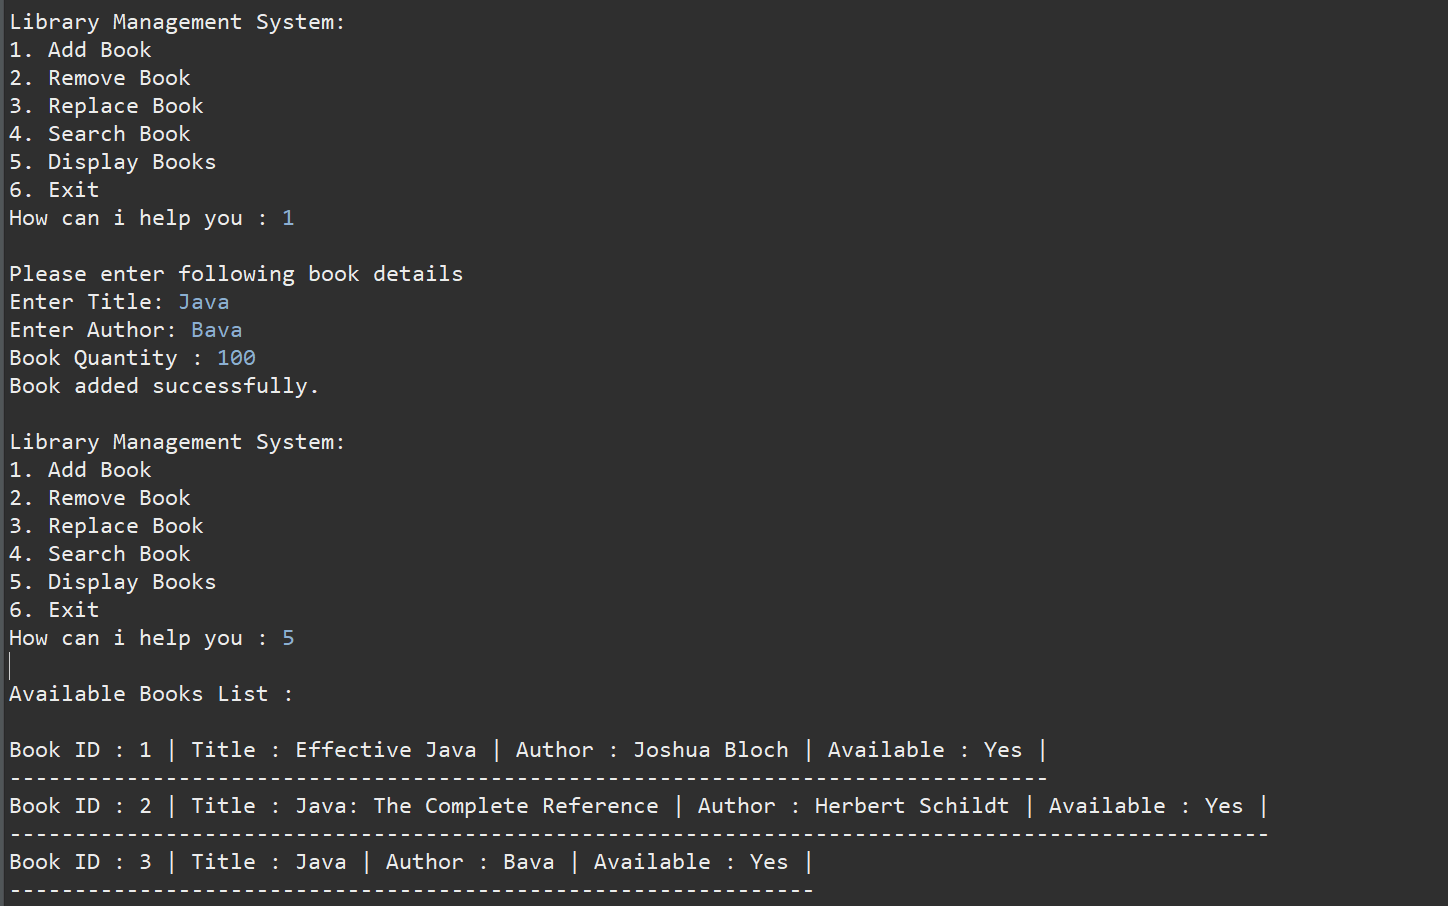 Library Management System:
1. Add Book
2. Remove Book
3. Replace Book
4. Search Book
5. Display Books
6. Exit
How can i help you : 1
Please enter following book details
Enter Title: Java
Enter Author: Bava
Book Quantity : 100
Book added successfully.
Library Management System:
1. Add Book
2. Remove Book
3. Replace Book
4. Search Book
5. Display Books
6. Exit
How can i help you : 5
Available Books List :
Book ID : 1 | Title : Effective Java | Author : Joshua Bloch | Available : Yes |
--------------------------------------------------------------------------------
Book ID : 2 | Title : Java: The Complete Reference | Author : Herbert Schildt | Available : Yes |
-------------------------------------------------------------------------------------------------
Book ID : 3 | Title : Java | Author : Bava | Available : Yes |
--------------------------------------------------------------